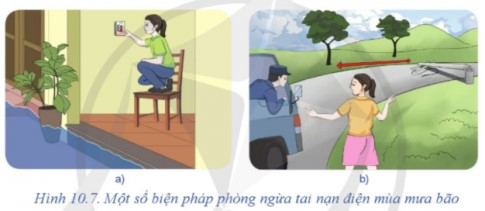 a)
b)
Hình 10.7. Một số biện pháp phòng ngừa tai nạn điện mùa mưa bão